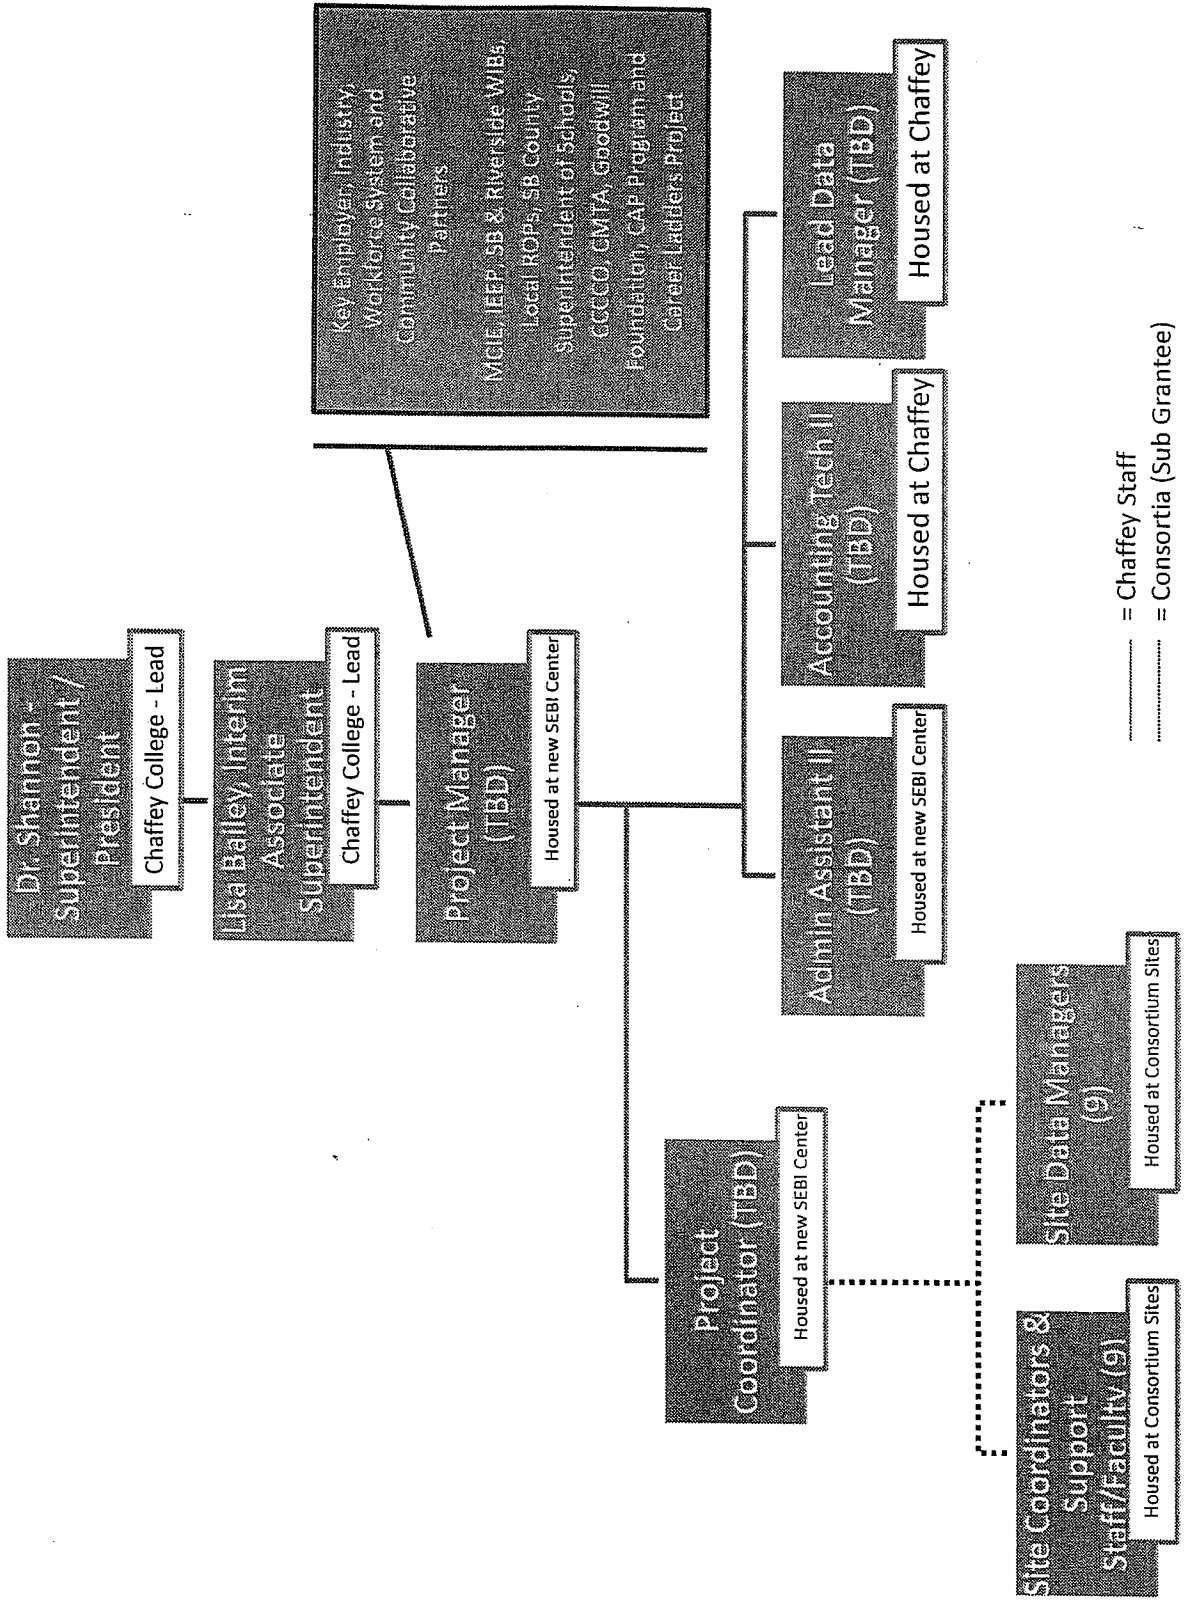 Dr. Shannon -
Superintendent /
President
Chaffey College - Lead
Lisa Bailey, Interim
Associate
Superintendent
Chaffey College - Lead
Project Manager
(TBD)
Housed at new SEBI Center
Key Employer, Industry,
Workforce System and
Community Collaborative
Partners
MCIE, IEEP, SB & Riverside WIBs,
Local ROPs, SB County
Superintendent of Schools,
CCCCO, CMTA, Goodwill
Foundation, CAP Program and
Career Ladders Project
Project
Coordinator (TBD)
Housed at new SEBI Center
Admin Assistant II
(TBD)
Housed at new SEBI Center
Accounting Tech II
(TBD)
Housed at Chaffey
Lead Data
Manager (TBD)
Housed at Chaffey
Site Coordinators &
Support
Staff/Faculty (9)
Housed at Consortium Sites
Site Data Managers
(9)
Housed at Consortium Sites
= Chaffey Staff
= Consortia (Sub Grantee)